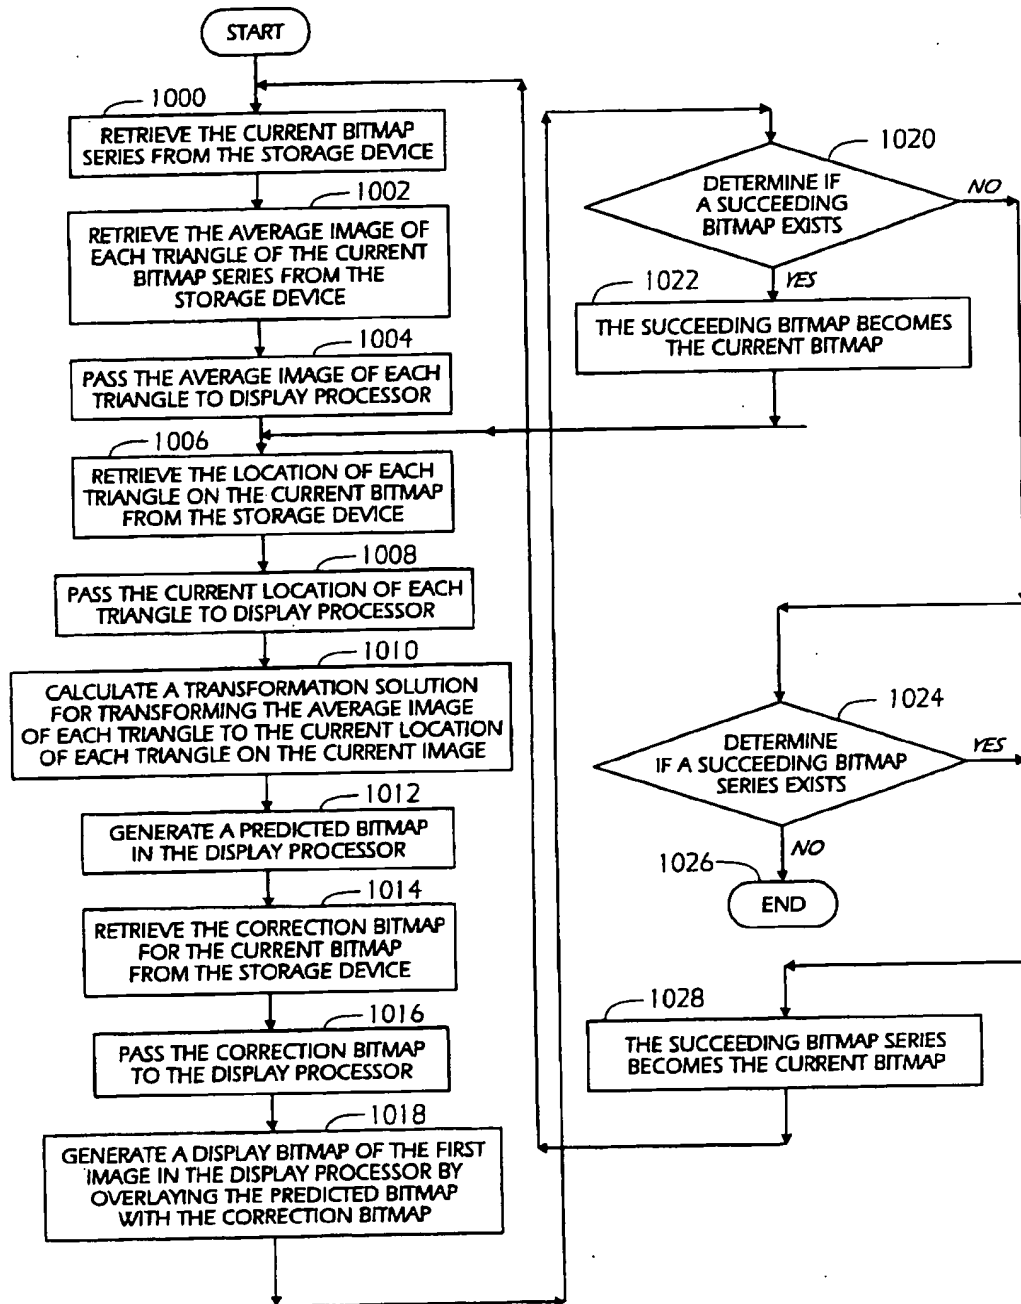 START
1000
RETRIEVE THE CURRENT BITMAP
SERIES FROM THE STORAGE DEVICE
1002
RETRIEVE THE AVERAGE IMAGE OF
EACH TRIANGLE OF THE CURRENT
BITMAP SERIES FROM THE
STORAGE DEVICE
1004
PASS THE AVERAGE IMAGE OF EACH
TRIANGLE TO DISPLAY PROCESSOR
1006
RETRIEVE THE LOCATION OF EACH
TRIANGLE ON THE CURRENT BITMAP
FROM THE STORAGE DEVICE
1008
PASS THE CURRENT LOCATION OF EACH
TRIANGLE TO DISPLAY PROCESSOR
1010
CALCULATE A TRANSFORMATION SOLUTION
FOR TRANSFORMING THE AVERAGE IMAGE
OF EACH TRIANGLE TO THE CURRENT LOCATION
OF EACH TRIANGLE ON THE CURRENT IMAGE
1012
GENERATE A PREDICTED BITMAP
IN THE DISPLAY PROCESSOR
1014
RETRIEVE THE CORRECTION BITMAP
FOR THE CURRENT BITMAP
FROM THE STORAGE DEVICE
1016
PASS THE CORRECTION BITMAP
TO THE DISPLAY PROCESSOR
1018
GENERATE A DISPLAY BITMAP OF THE FIRST
IMAGE IN THE DISPLAY PROCESSOR BY
OVERLAYING THE PREDICTED BITMAP
WITH THE CORRECTION BITMAP
1020
DETERMINE IF
A SUCCEEDING
BITMAP EXISTS
NO
YES
1022
THE SUCCEEDING BITMAP BECOMES
THE CURRENT BITMAP
1024
DETERMINE
IF A SUCCEEDING BITMAP
SERIES EXISTS
YES
NO
1026
END
1028
THE SUCCEEDING BITMAP SERIES
BECOMES THE CURRENT BITMAP